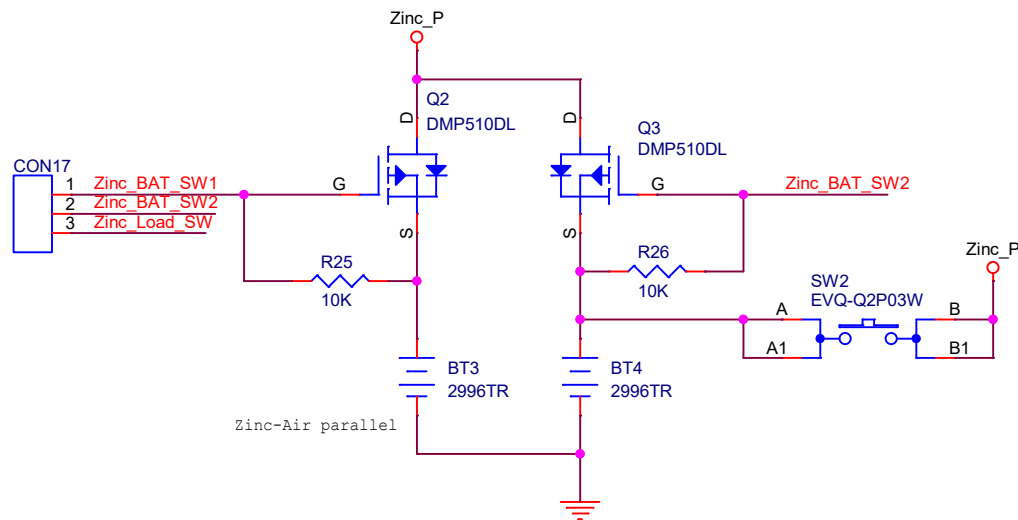 Zinc_P
Q2
DMP510DL
D
G
S
D
Q3
DMP510DL
G
S
Zinc_BAT_SW2
CON17
1
Zinc_BAT_SW1
2
Zinc_BAT_SW2
3
Zinc_Load_SW
R25
10K
R26
10K
Zinc_P
SW2
EVQ-Q2P03W
A
B
A1
B1
BT3
2996TR
BT4
2996TR
Zinc-Air parallel